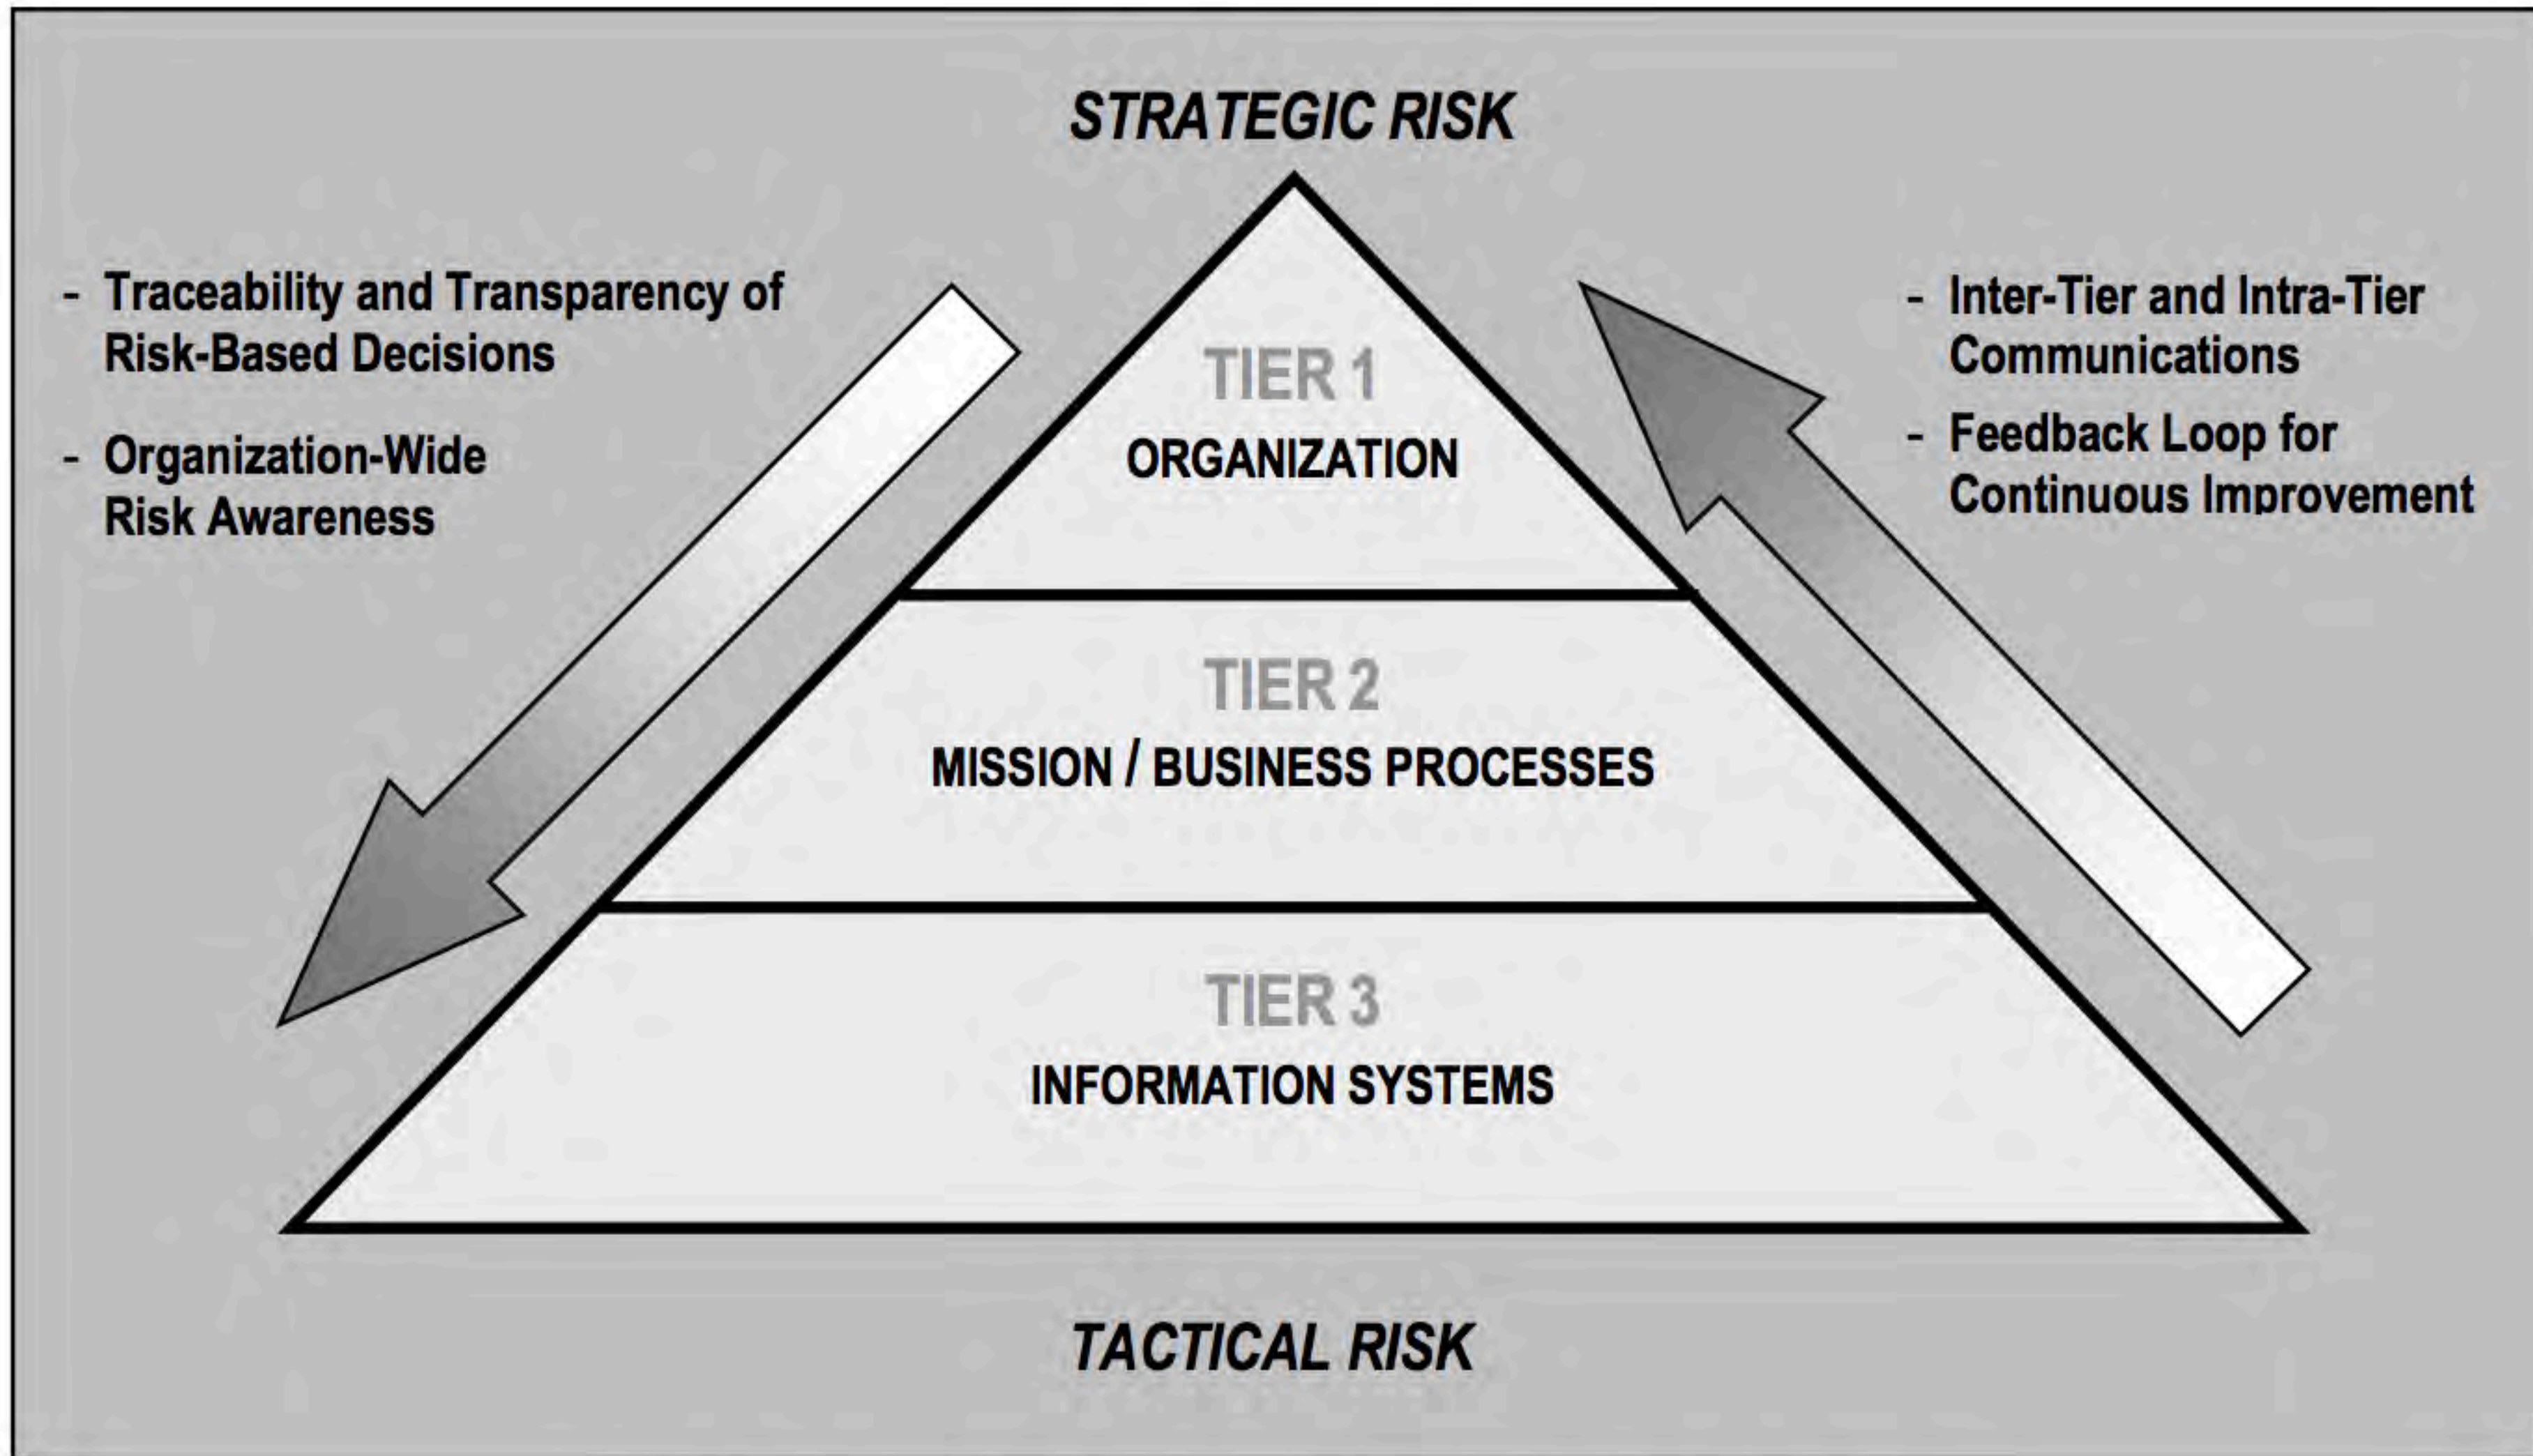 STRATEGIC RISK
- Traceability and Transparency of
Risk-Based Decisions
- Organization-Wide
Risk Awareness
- Inter-Tier and Intra-Tier
Communications
- Feedback Loop for
Continuous Improvement
TIER 1
ORGANIZATION
TIER 2
MISSION / BUSINESS PROCESSES
TIER 3
INFORMATION SYSTEMS
TACTICAL RISK